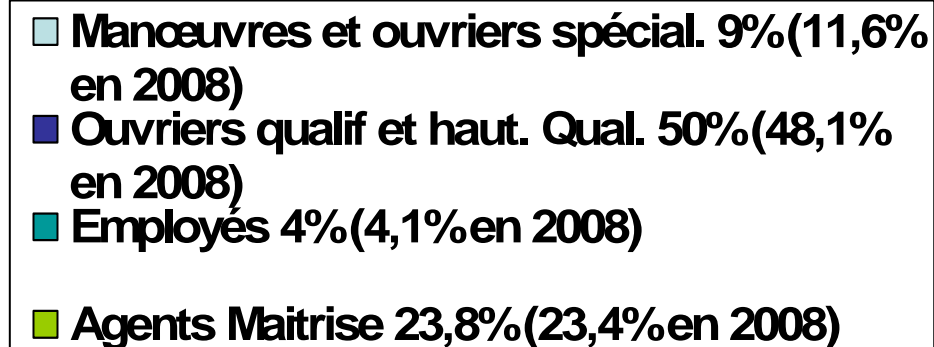 Manœuvres et ouvriers spécial. 9% (11,6%
en 2008)
Ouvriers qualif et haut. Qual. 50% (48,1%
en 2008)
Employés 4% (4,1% en 2008)
Agents Maitrise 23,8% (23,4% en 2008)